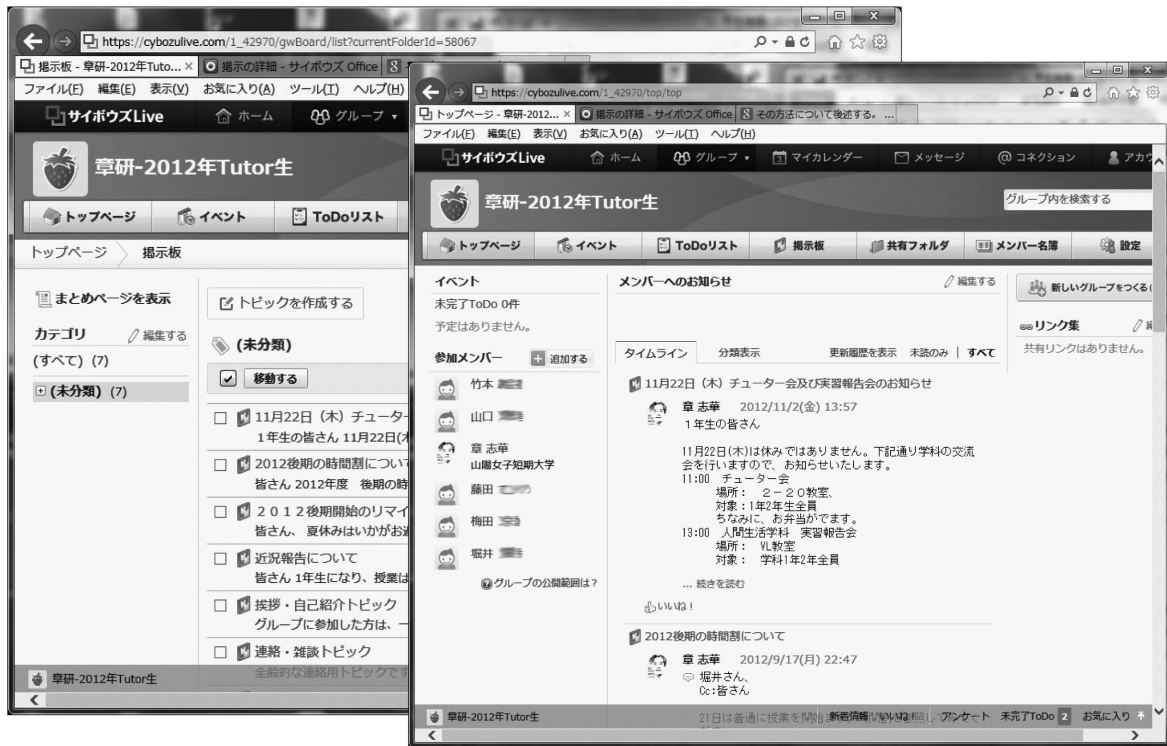 https://cybozulive.com/1_42970/gwBoard/list?currentFolderId=58067
掲示板 - 章研-2012年Tuto... ×
掲示の詳細 - サイボウズ Office
ファイル(F) 編集(E) 表示(V) お気に入り(A) ツール(T) ヘルプ(H)
サイボウズLive ホーム グループ
章研-2012年Tutor生
トップページ イベント ToDoリスト
トップページ 掲示板
まとめページを表示
カテゴリ 編集する
(すべて) (7)
(未分類) (7)
トピックを作成する
(未分類)
移動する
11月22日（木）チューター
1年生の皆さん 11月22日(
2012後期の時間割につい
皆さん 2012年度 後期の時
２０１２後期開始のリマイ
皆さん、 夏休みはいかがお
近況報告について
皆さん 1年生になり、授業は
挨拶・自己紹介トピック
グループに参加した方は、一
連絡・雑談トピック
全般的な連絡用トピックです
章研-2012年Tutor生
https://cybozulive.com/1_42970/top/top
トップページ - 章研-2012... ×
掲示の詳細 - サイボウズ Office
その方法について後述する。 ...
ファイル(F) 編集(E) 表示(V) お気に入り(A) ツール(T) ヘルプ(H)
サイボウズLive ホーム グループ マイカレンダー メッセージ コネクション アカウ
章研-2012年Tutor生
グループ内を検索する
トップページ イベント ToDoリスト 掲示板 共有フォルダ メンバー名簿 設定
イベント
未完了ToDo 0件
予定はありません。
参加メンバー 追加する
竹本
山口
章 志華
山陽女子短期大学
藤田
梅田
堀井
グループの公開範囲は？
メンバーへのお知らせ 編集する
タイムライン 分類表示 更新履歴を表示 未読のみ | すべて
11月22日（木）チューター会及び実習報告会のお知らせ
章 志華 2012/11/2(金) 13:57
１年生の皆さん
11月22日(木)は休みではありません。下記通り学科の交流
会を行いますので、お知らせいたします。
11:00 チューター会
場所： ２－２０教室、
対象：1年2年生全員
ちなみに、お弁当がでます。
13:00 人間生活学科 実習報告会
場所： VL教室
対象： 学科1年2年全員
... 続きを読む
いいね！
2012後期の時間割について
章 志華 2012/9/17(月) 22:47
堀井さん、
Cc:皆さん
21日は普通に授業を開始
新しいグループをつくる(
リンク集
共有リンクはありません。
章研-2012年Tutor生 新着情報 いいね! アンケート 未完了ToDo 2 お気に入り